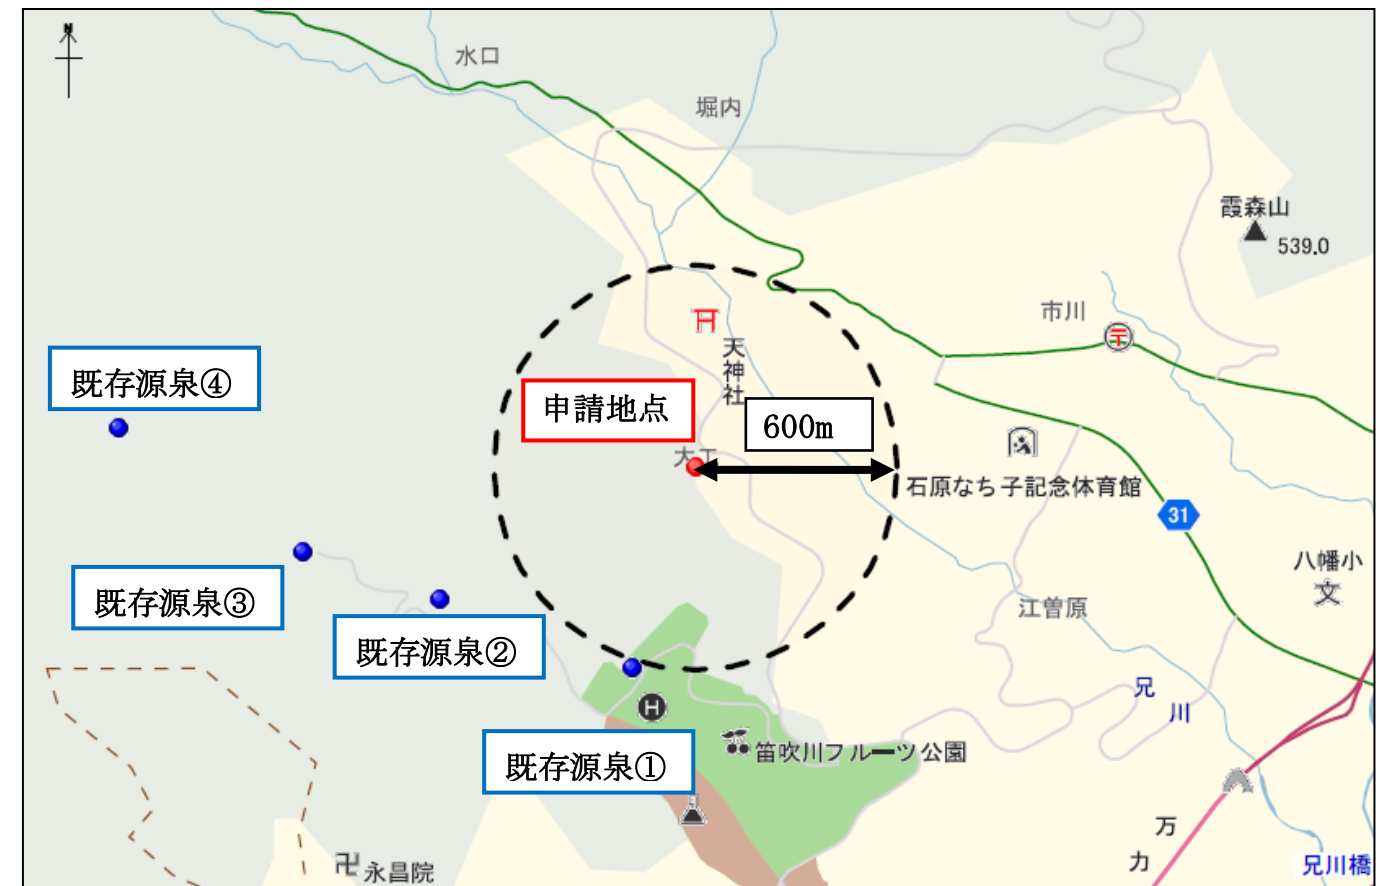 N
水口
堀内
霞森山
539.0
市川
天神社
既存源泉④
申請地点
600m
石原なち子記念体育館
31
八幡小
文
既存源泉③
江曽原
既存源泉②
兄川
H
既存源泉①
笛吹川フルーツ公園
万力
兄川橋
永昌院